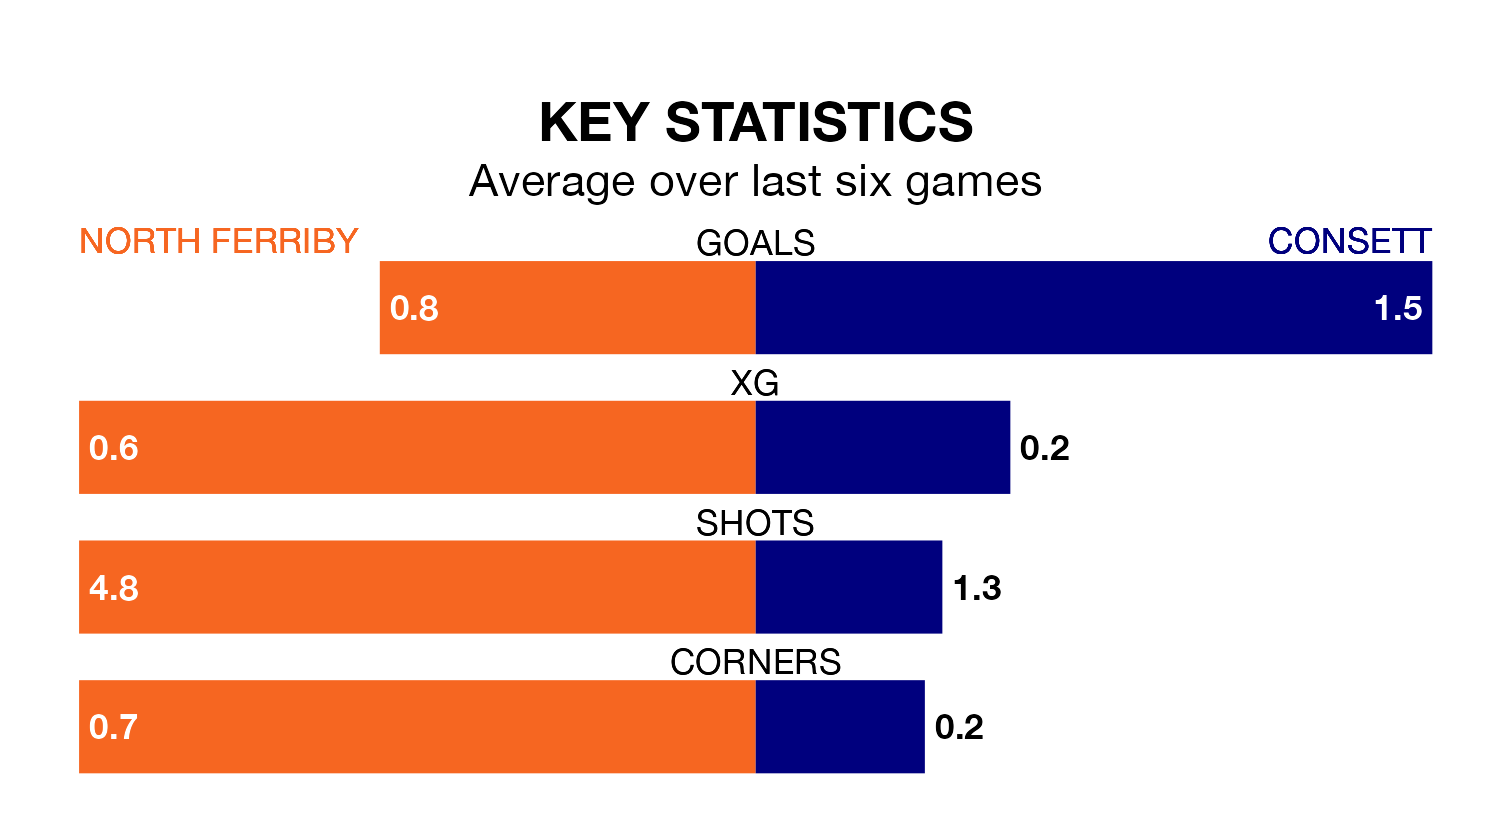 KEY STATISTICS
Average over last six games
NORTH FERRIBY
GOALS
CONSETT
0.8
1.5
XG
0.6
0.2
SHOTS
4.8
1.3
CORNERS
0.7
0.2